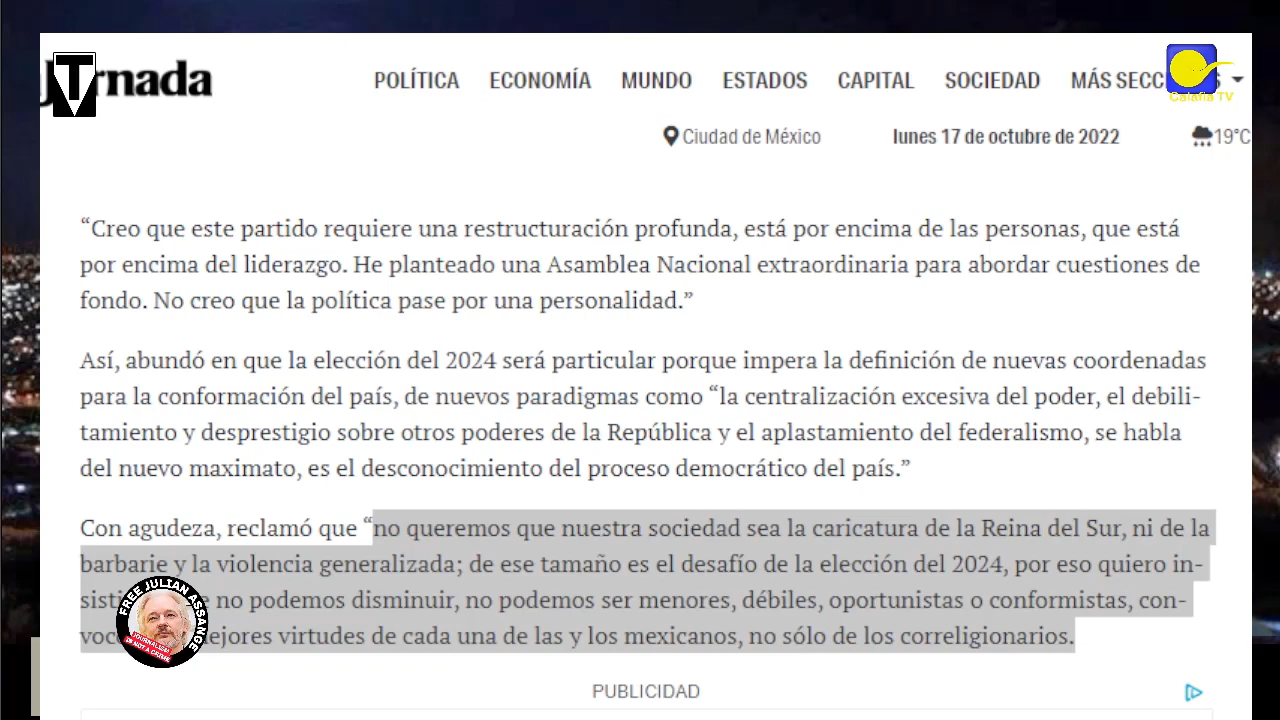 T
rnada
POLÍTICA ECONOMÍA MUNDO ESTADOS CAPITAL SOCIEDAD MÁS SECC S
Calafia TV
Ciudad de México lunes 17 de octubre de 2022 19°C
“Creo que este partido requiere una restructuración profunda, está por encima de las personas, que está
por encima del liderazgo. He planteado una Asamblea Nacional extraordinaria para abordar cuestiones de
fondo. No creo que la política pase por una personalidad.”
Así, abundó en que la elección del 2024 será particular porque impera la definición de nuevas coordenadas
para la conformación del país, de nuevos paradigmas como “la centralización excesiva del poder, el debili-
tamiento y desprestigio sobre otros poderes de la República y el aplastamiento del federalismo, se habla
del nuevo maximato, es el desconocimiento del proceso democrático del país.”
Con agudeza, reclamó que “no queremos que nuestra sociedad sea la caricatura de la Reina del Sur, ni de la
barbarie y la violencia generalizada; de ese tamaño es el desafío de la elección del 2024, por eso quiero in-
sisti no podemos disminuir, no podemos ser menores, débiles, oportunistas o conformistas, con-
voc ejores virtudes de cada una de las y los mexicanos, no sólo de los correligionarios.
FREE JULIAN ASSANGE
JOURNALISM
IS NOT A CRIME
PUBLICIDAD